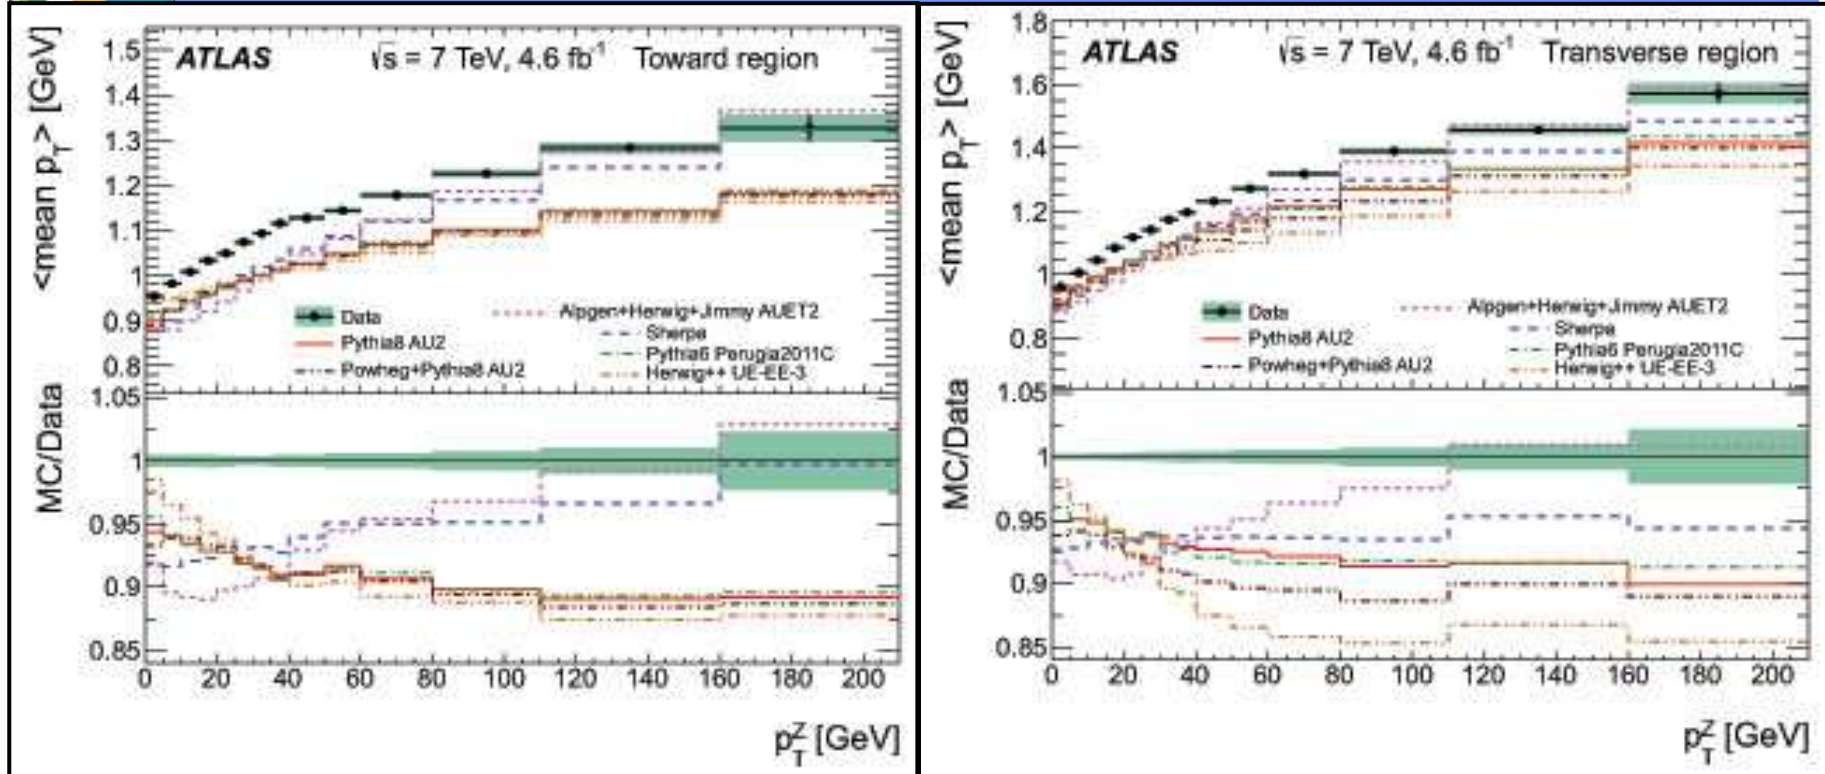 ATLAS √s = 7 TeV, 4.6 fb⁻¹ Toward region
<mean p_T> [GeV]
1.5
1.4
1.3
1.2
1.1
1
0.9
0.8
Data
Pythia8 AU2
Powheg+Pythia8 AU2
Alpgen+Herwig+Jimmy AUET2
Sherpa
Pythia6 Perugia2011C
Herwig++ UE-EE-3
MC/Data
1.05
1
0.95
0.9
0.85
0 20 40 60 80 100 120 140 160 180 200
p_T^Z [GeV]
ATLAS √s = 7 TeV, 4.6 fb⁻¹ Transverse region
<mean p_T> [GeV]
1.8
1.6
1.4
1.2
1
0.8
Data
Pythia8 AU2
Powheg+Pythia8 AU2
Alpgen+Herwig+Jimmy AUET2
Sherpa
Pythia6 Perugia2011C
Herwig++ UE-EE-3
MC/Data
1.05
1
0.95
0.9
0.85
0 20 40 60 80 100 120 140 160 180 200
p_T^Z [GeV]